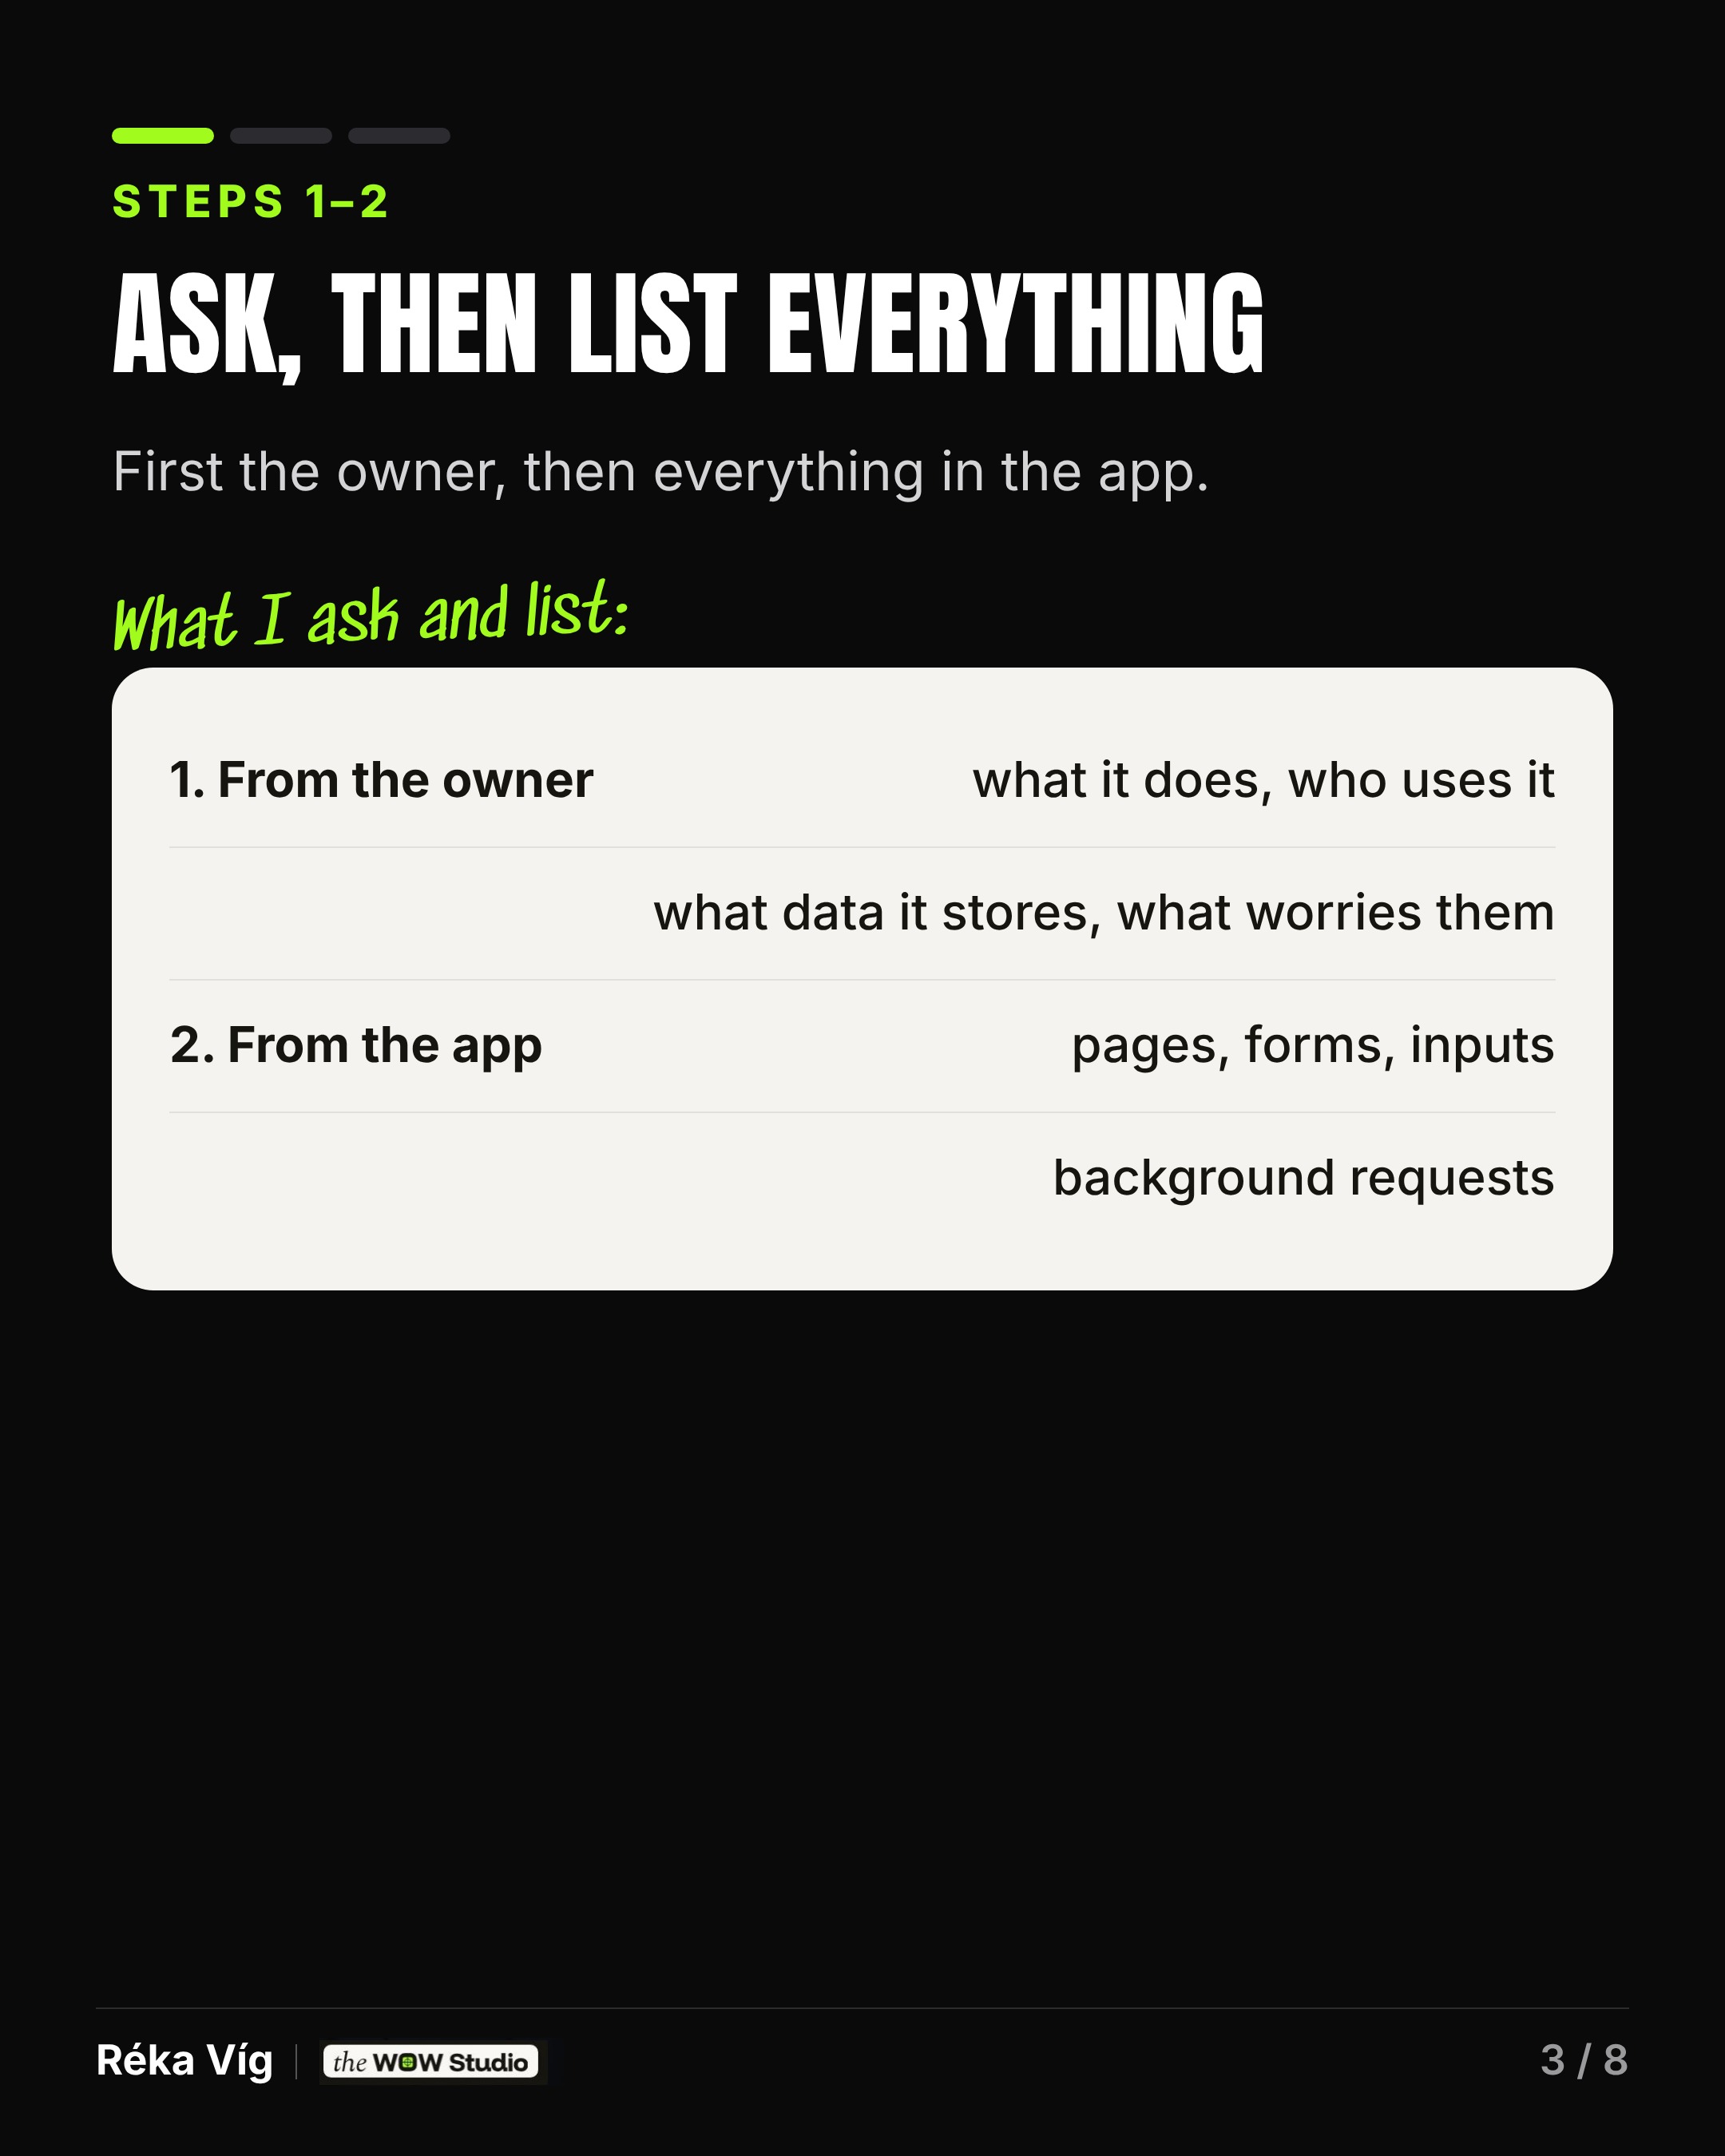 STEPS 1–2
ASK, THEN LIST EVERYTHING
First the owner, then everything in the app.
What I ask and list:
1. From the owner what it does, who uses it
what data it stores, what worries them
2. From the app pages, forms, inputs
background requests
Réka Víg the WOW Studio 3 / 8